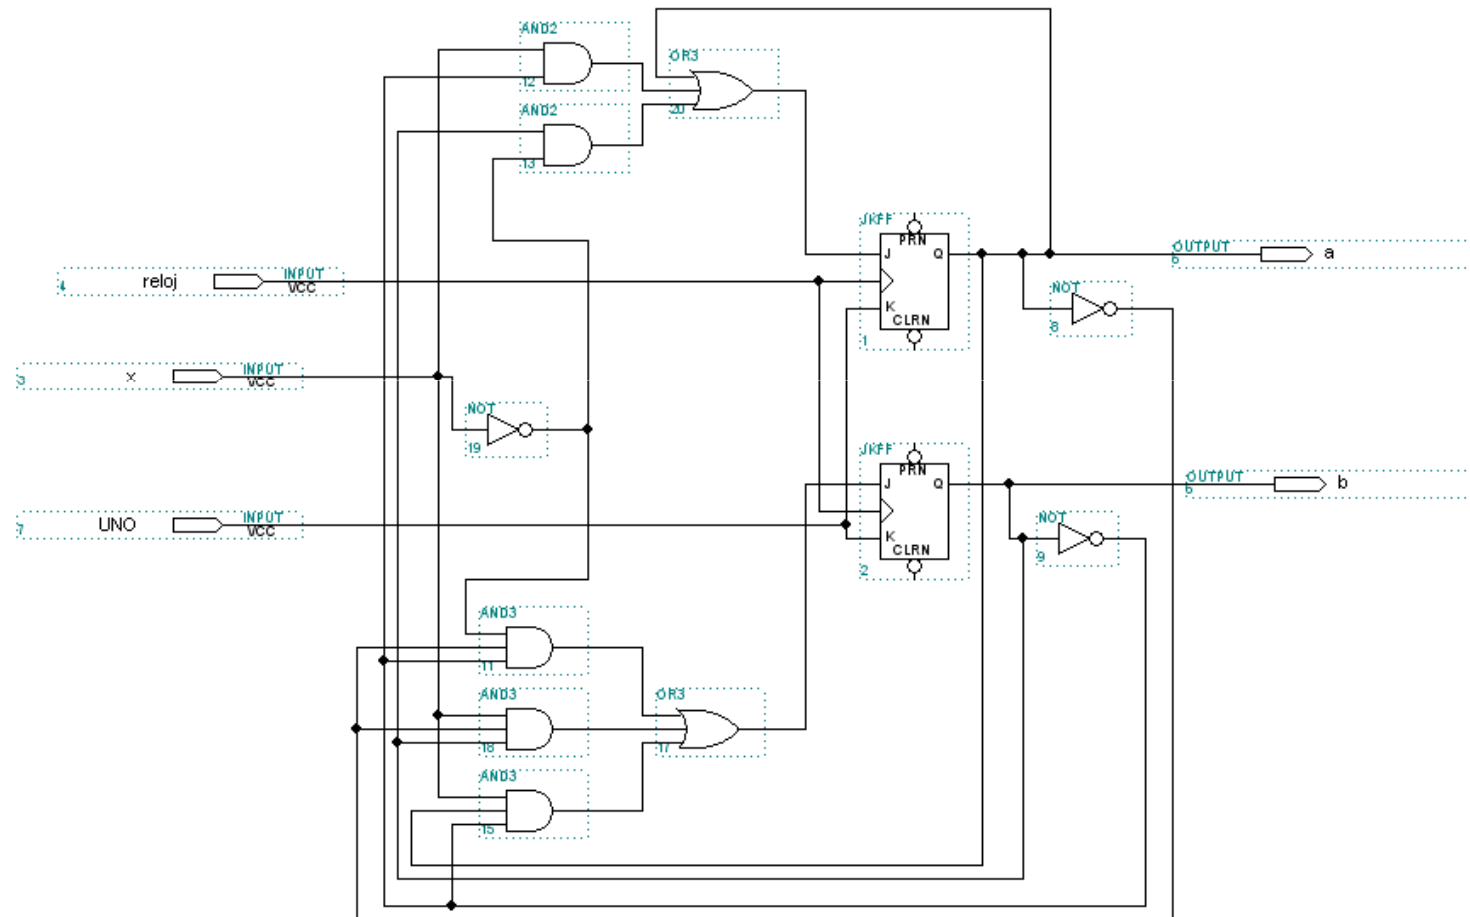 AND2
12
OR3
20
AND2
13
JKFF
PRN
J
Q
K
CLRN
1
OUTPUT
5
a
INPUT
VCC
4
reloj
NOT
8
INPUT
VCC
3
x
NOT
19
JKFF
PRN
J
Q
K
CLRN
2
OUTPUT
6
b
INPUT
VCC
7
UNO
NOT
9
AND3
11
AND3
18
OR3
17
AND3
15